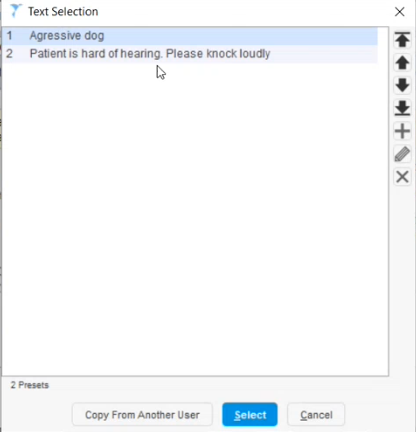 Text Selection
1 Agressive dog
2 Patient is hard of hearing. Please knock loudly
2 Presets
Copy From Another User
Select
Cancel